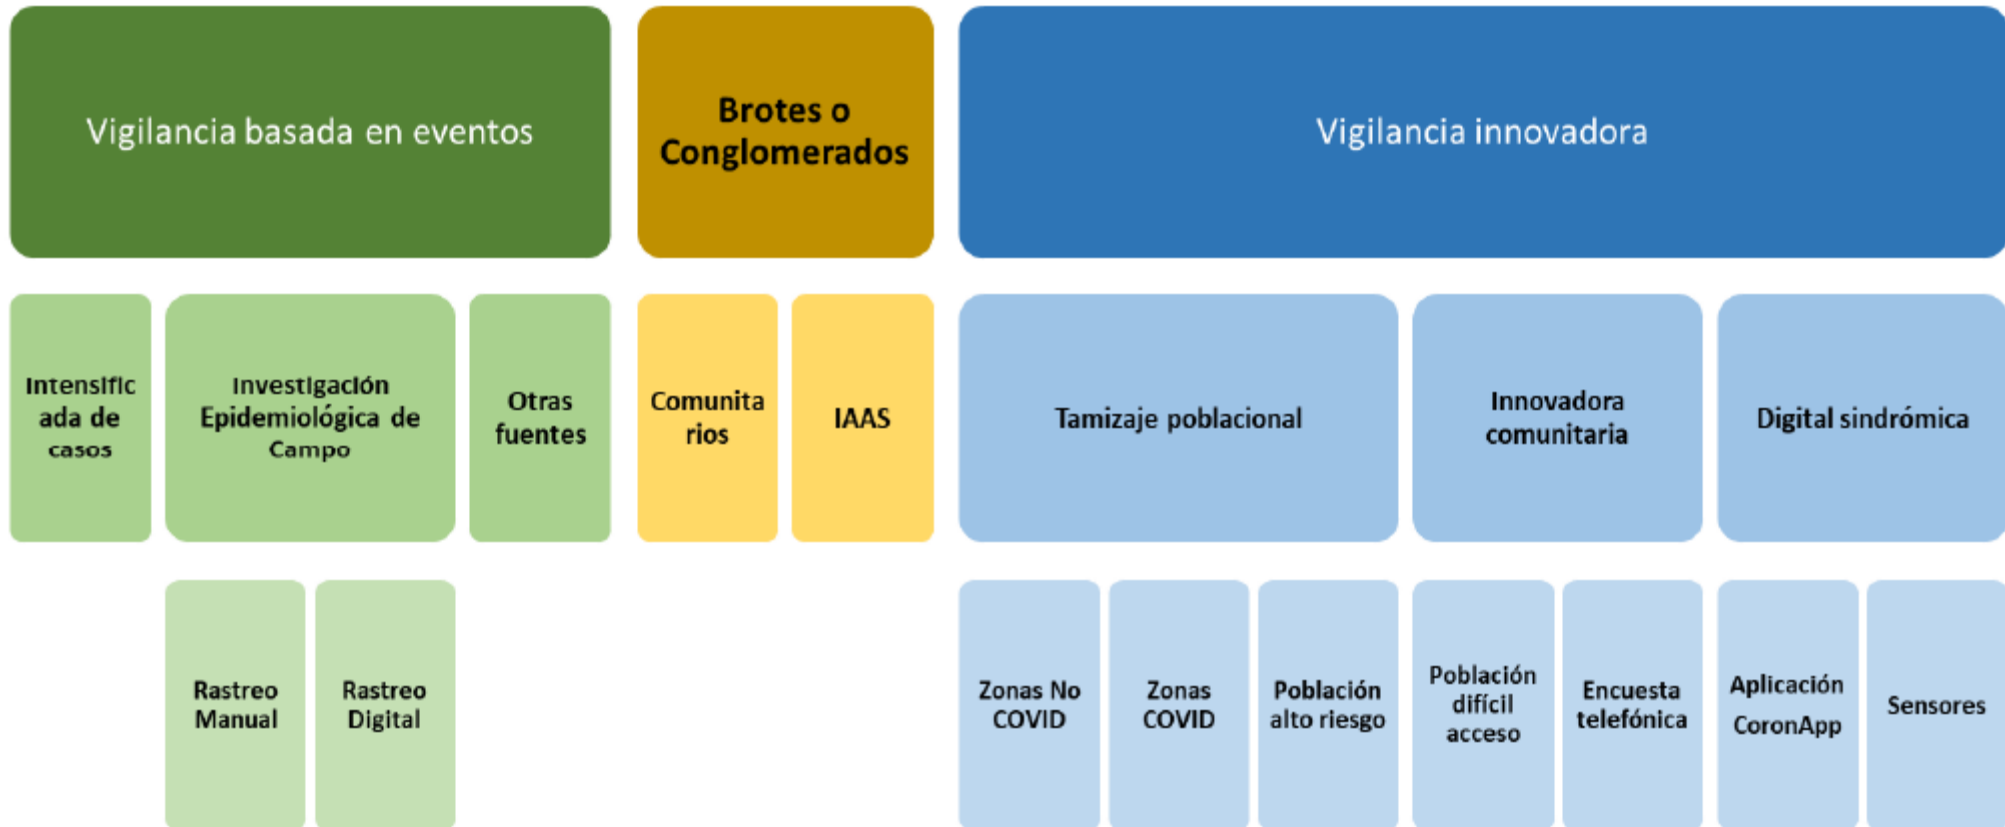 Vigilancia basada en eventos
Brotes o
Conglomerados
Vigilancia innovadora
Intensific
ada de
casos
Investigación
Epidemiológica de
Campo
Otras
fuentes
Comunita
rios
IAAS
Tamizaje poblacional
Innovadora
comunitaria
Digital sindrómica
Rastreo
Manual
Rastreo
Digital
Zonas No
COVID
Zonas
COVID
Población
alto riesgo
Población
difícil
acceso
Encuesta
telefónica
Aplicación
CoronApp
Sensores